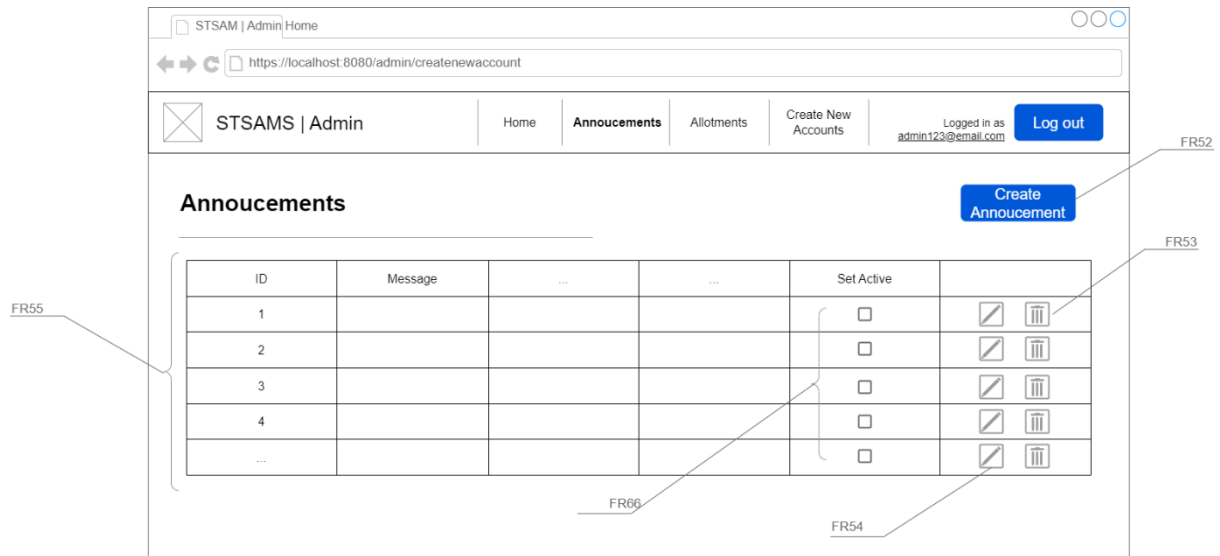 STSAM | Admin Home
https://localhost:8080/admin/createnewaccount
STSAMS | Admin
Home
Annoucements
Allotments
Create New
Accounts
Logged in as
admin123@email.com
Log out
FR52
Annoucements
Create
Annoucement
FR53
ID Message ... ... Set Active
FR55
1
2
3
4
...
FR66
FR54